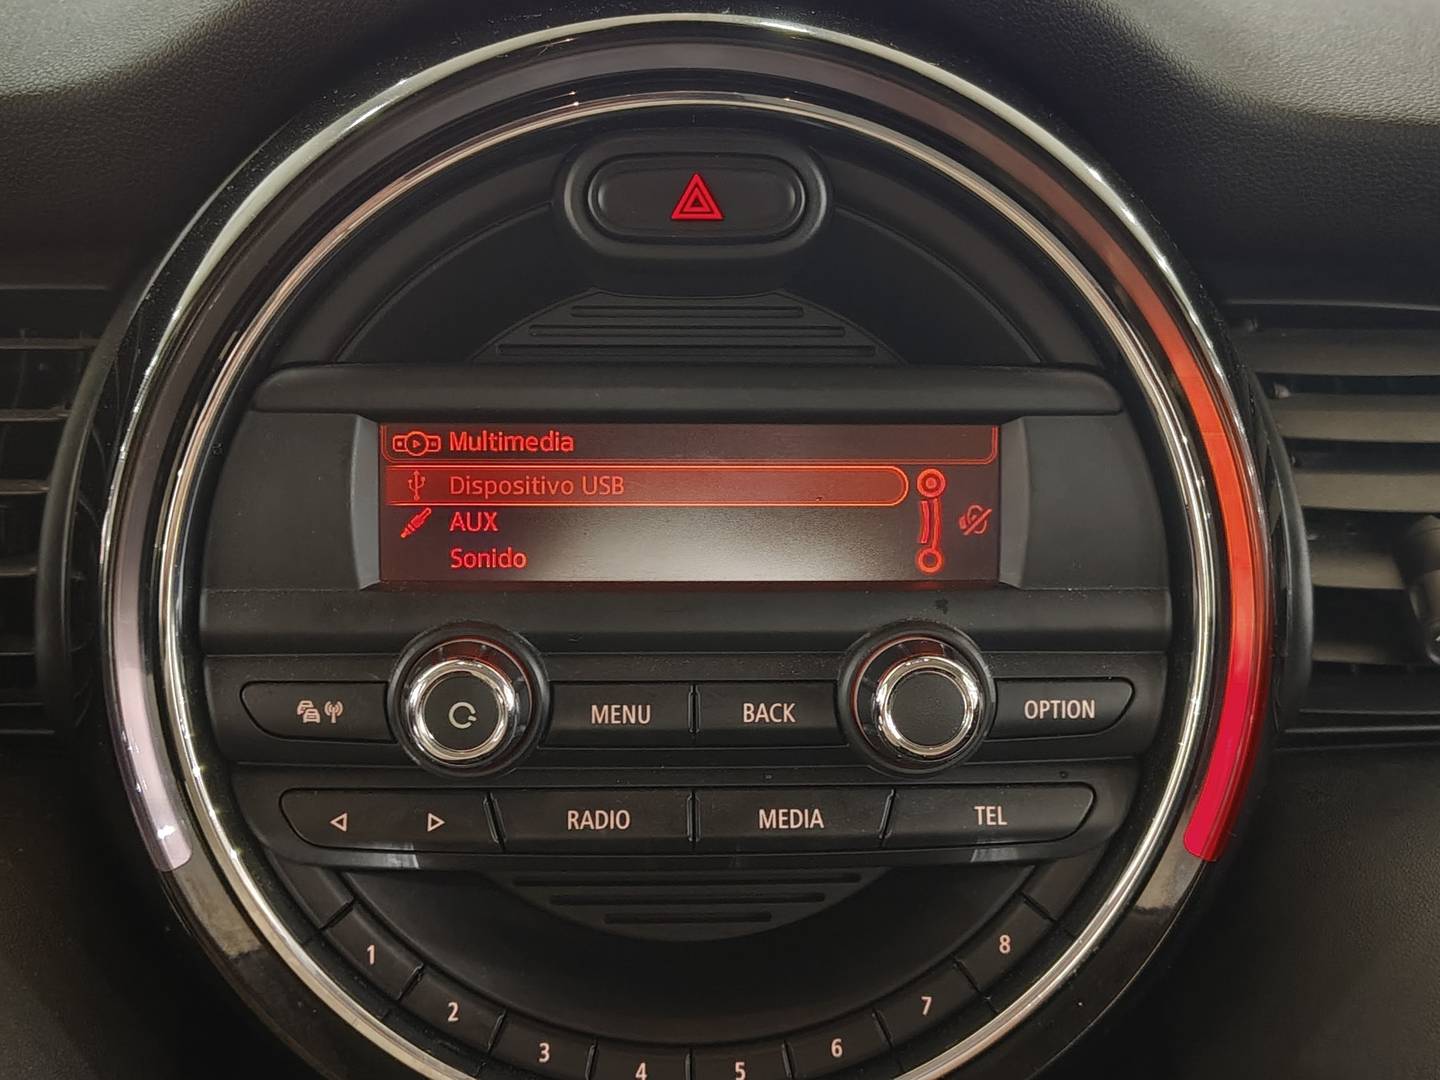 Multimedia
Dispositivo USB
AUX
Sonido
MENU BACK OPTION
RADIO MEDIA TEL
1 2 3 4 5 6 7 8